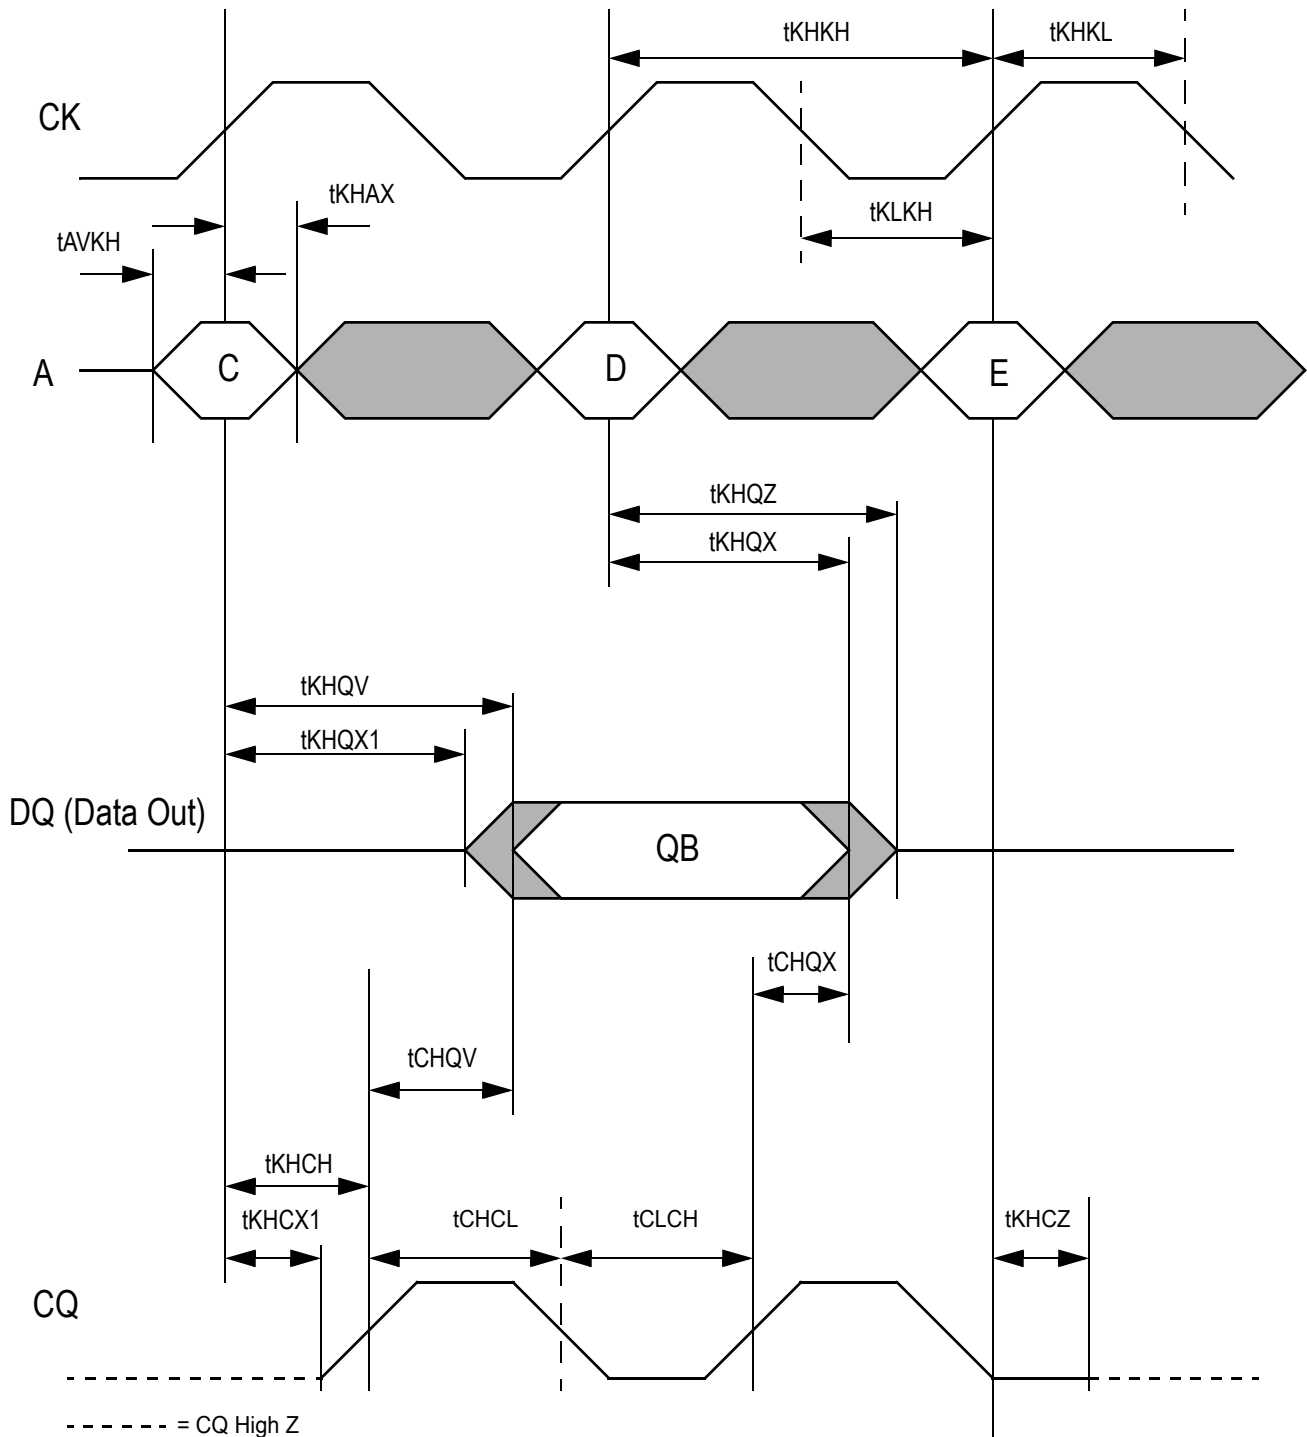 tKHKH
tKHKL
CK
tKHAX
tKLKH
tAVKH
A
C
D
E
tKHQZ
tKHQX
tKHQV
tKHQX1
DQ (Data Out)
QB
tCHQX
tCHQV
tKHCH
tKHCX1
tCHCL
tCLCH
tKHCZ
CQ
= CQ High Z